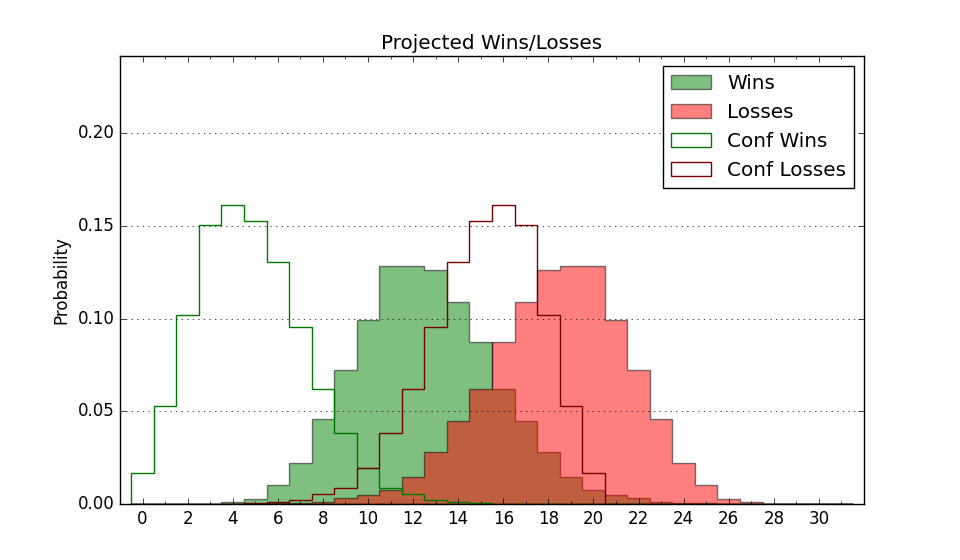 Projected Wins/Losses
Wins
Losses
Conf Wins
Conf Losses
Probability
0.20
0.15
0.10
0.05
0.00
0 2 4 6 8 10 12 14 16 18 20 22 24 26 28 30